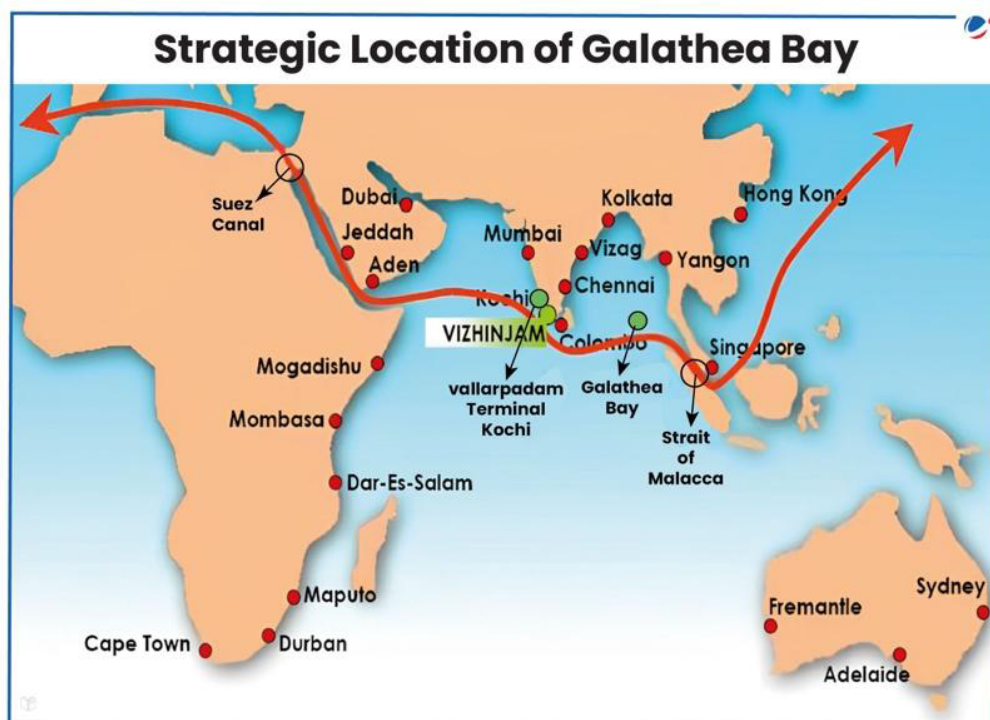 Strategic Location of Galathea Bay
Suez
Canal
Dubai
Jeddah
Aden
Mumbai
Kolkata
Vizag
Chennai
Yangon
Hong Kong
Kochi
VIZHINJAM
Colombo
Singapore
Mogadishu
Mombasa
Dar-Es-Salam
vallarpadam
Terminal
Kochi
Galathea
Bay
Strait
of
Malacca
Maputo
Durban
Cape Town
Fremantle
Sydney
Adelaide